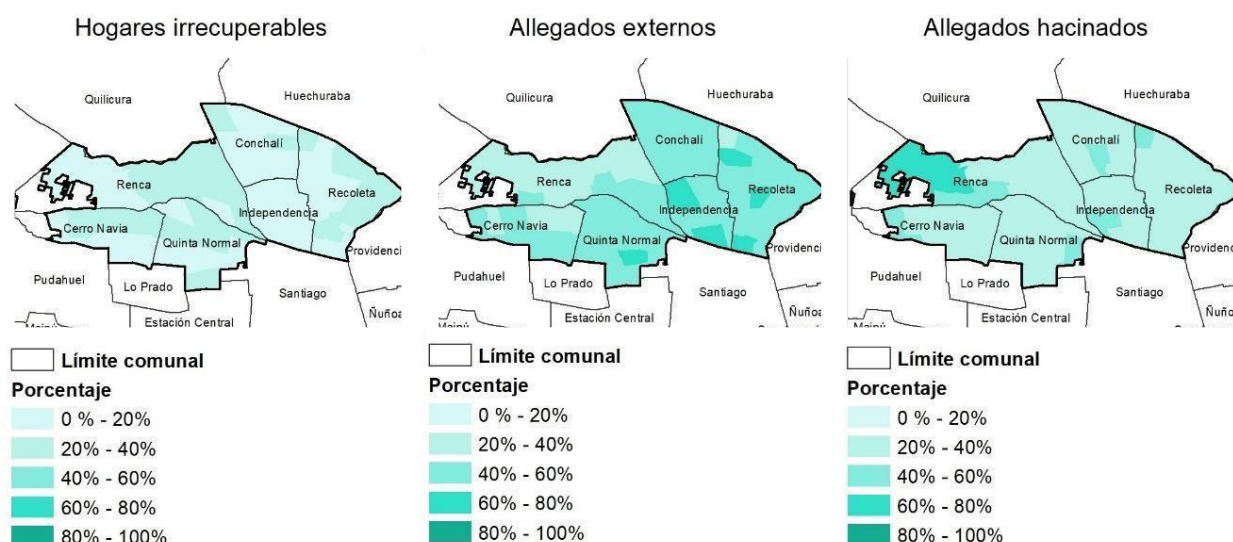 Hogares irrecuperables
Quilicura
Huechuraba
Conchalí
Renca
Recoleta
Independencia
Cerro Navia
Quinta Normal
Providenci
Pudahuel
Lo Prado
Santiago
Ñuñoa
Estación Central
Límite comunal
Porcentaje
0 % - 20%
20% - 40%
40% - 60%
60% - 80%
80% - 100%
Allegados externos
Quilicura
Huechuraba
Conchalí
Renca
Recoleta
Independencia
Cerro Navia
Quinta Normal
Providenci
Pudahuel
Lo Prado
Santiago
Ñuño
Estación Central
Límite comunal
Porcentaje
0 % - 20%
20% - 40%
40% - 60%
60% - 80%
80% - 100%
Allegados hacinados
Quilicura
Huechuraba
Conchalí
Renca
Recoleta
Independencia
Cerro Navia
Quinta Normal
Providenci
Pudahuel
Lo Prado
Santiago
Ñuño
Estación Central
Límite comunal
Porcentaje
0 % - 20%
20% - 40%
40% - 60%
60% - 80%
80% - 100%